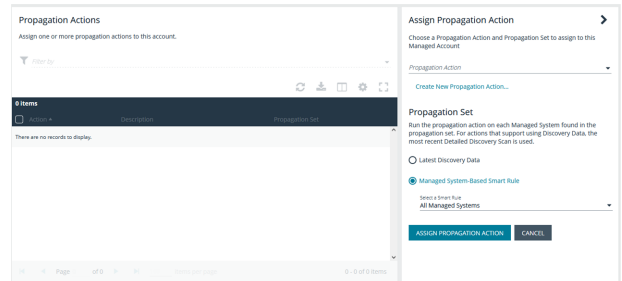 Propagation Actions
Assign one or more propagation actions to this account.
Filter by
0 items
Action Description Propagation Set
There are no records to display.
Page of 0 items per page 0 - 0 of 0 items
Assign Propagation Action
Choose a Propagation Action and Propagation Set to assign to this
Managed Account
Propagation Action
Create New Propagation Action...
Propagation Set
Run the propagation action on each Managed System found in the
propagation set. For actions that support using Discovery Data, the
most recent Detailed Discovery Scan is used.
Latest Discovery Data
Managed System-Based Smart Rule
Select a Smart Rule
All Managed Systems
ASSIGN PROPAGATION ACTION CANCEL